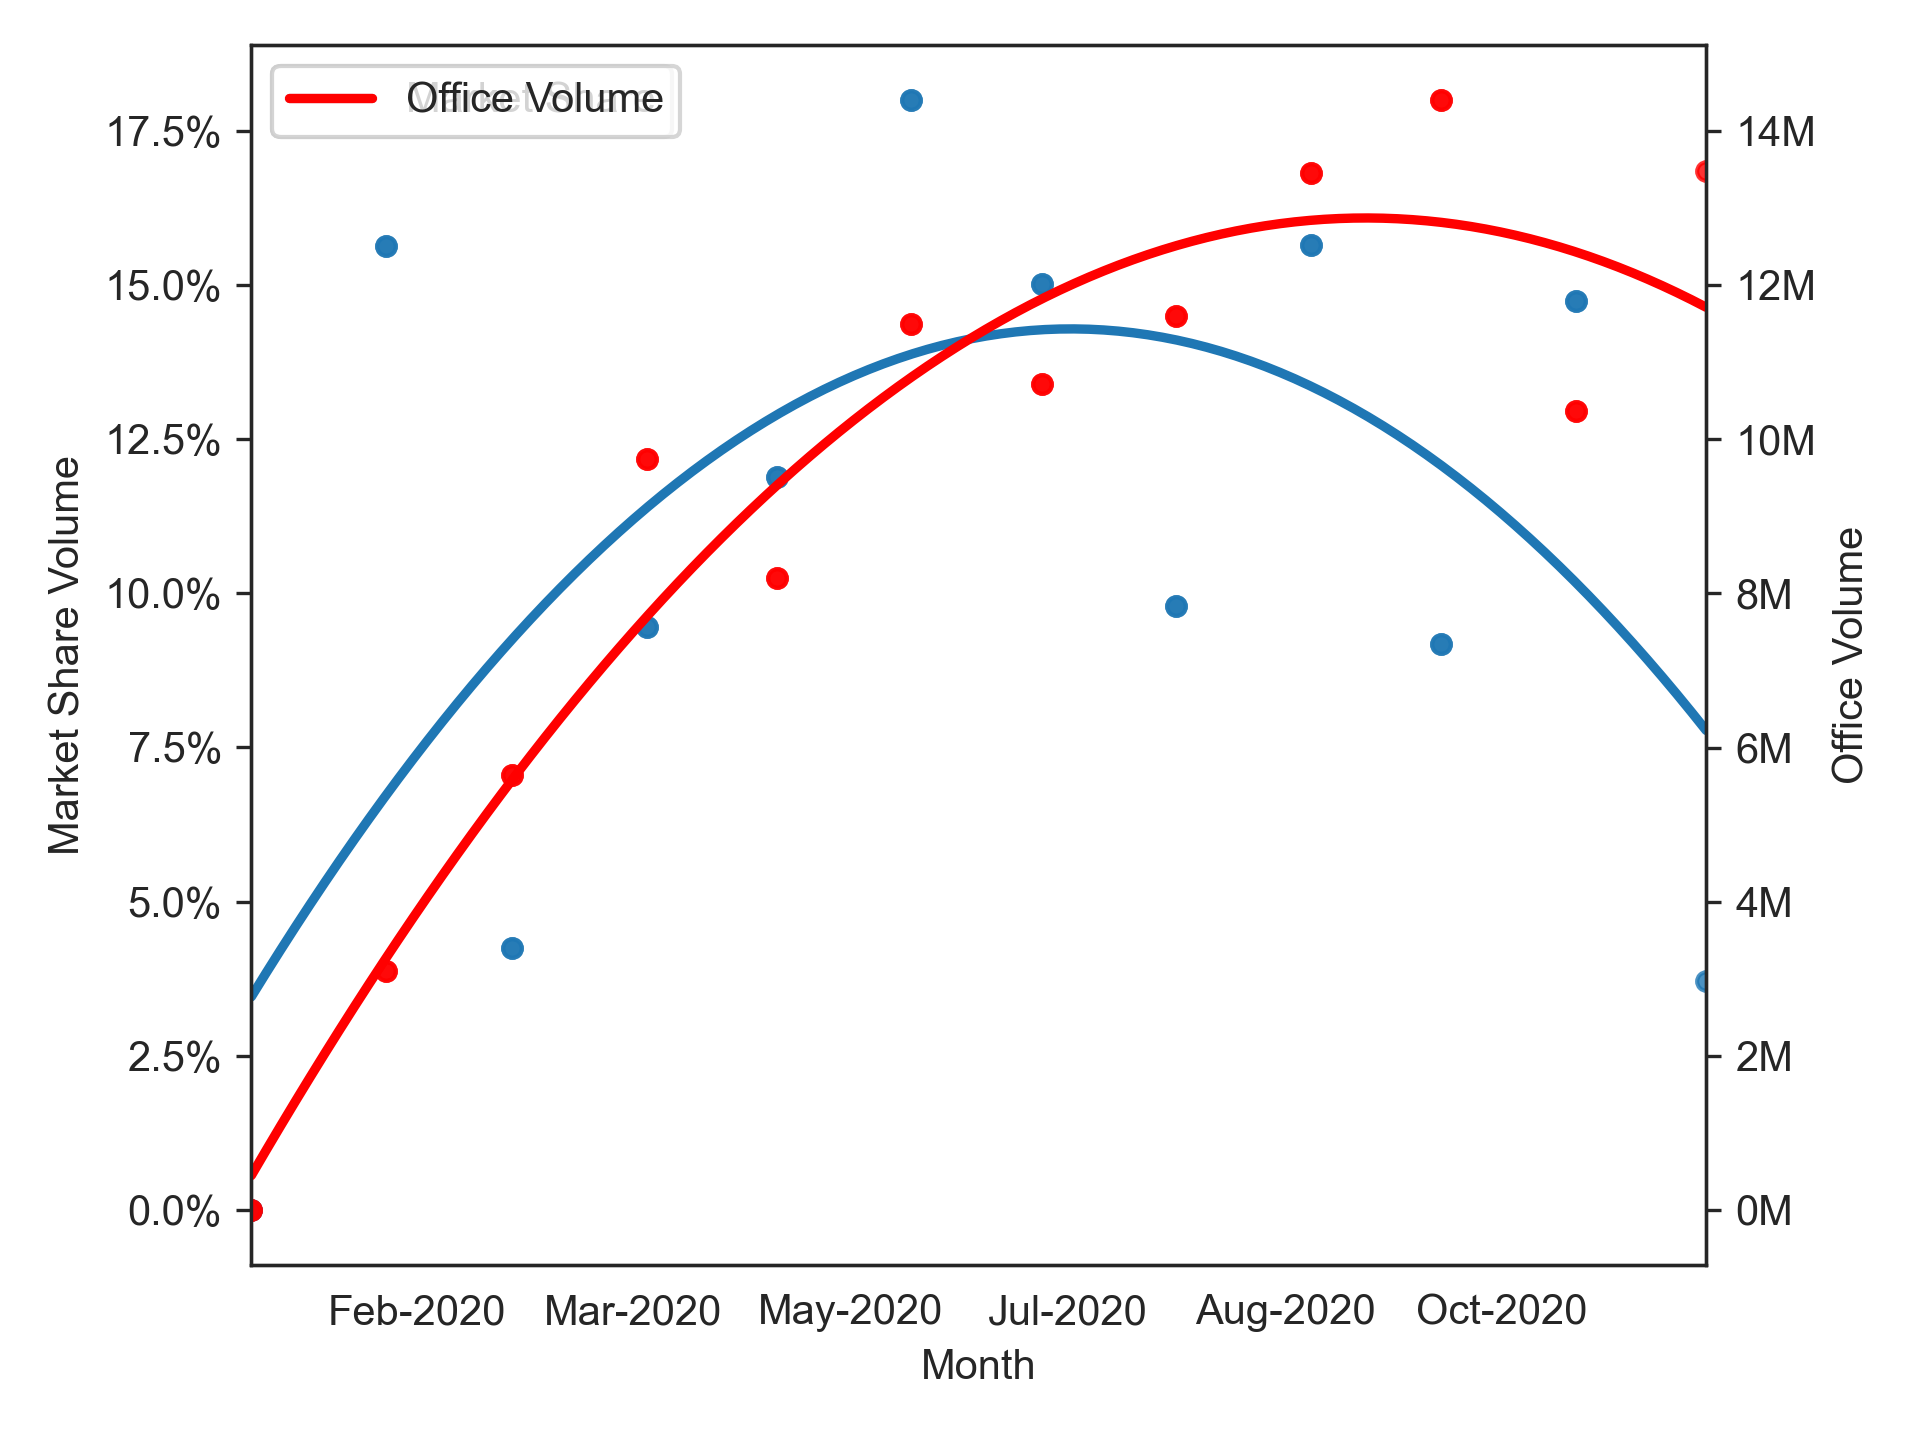 Market Share
Office Volume
17.5%
15.0%
12.5%
10.0%
7.5%
5.0%
2.5%
0.0%
Market Share Volume
14M
12M
10M
8M
6M
4M
2M
0M
Office Volume
Feb-2020 Mar-2020 May-2020 Jul-2020 Aug-2020 Oct-2020
Month